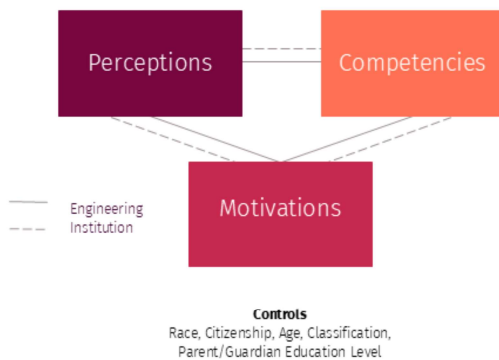 Perceptions
Competencies
Motivations
Engineering
Institution
Controls
Race, Citizenship, Age, Classification,
Parent/Guardian Education Level